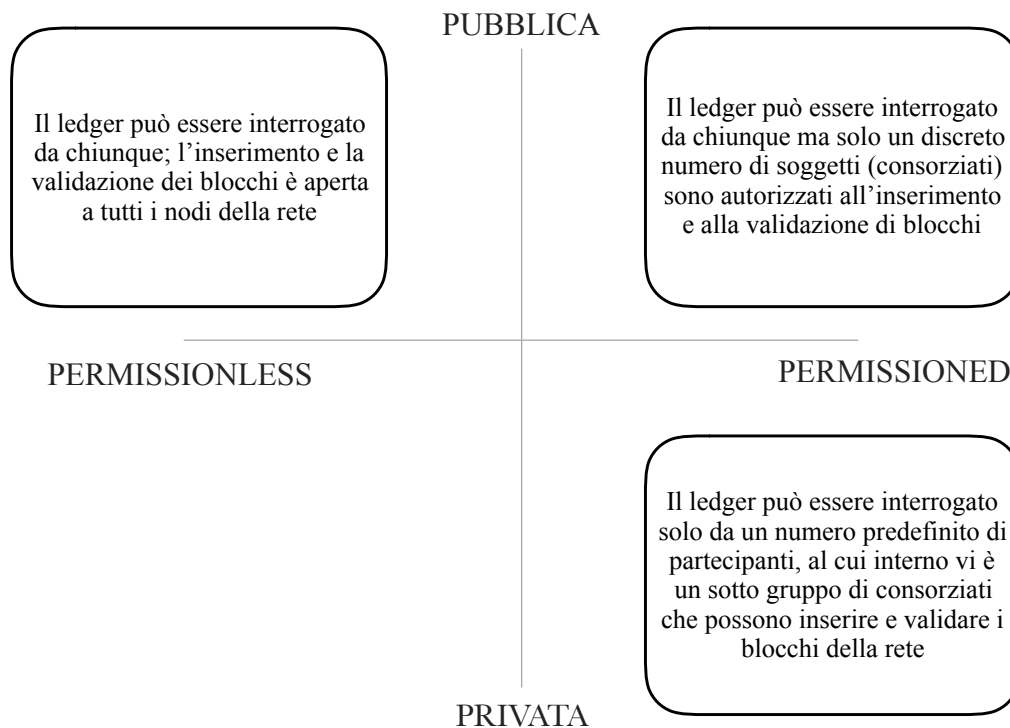 PUBBLICA
Il ledger può essere interrogato
da chiunque; l’inserimento e la
validazione dei blocchi è aperta
a tutti i nodi della rete
Il ledger può essere interrogato
da chiunque ma solo un discreto
numero di soggetti (consorziati)
sono autorizzati all’inserimento
e alla validazione di blocchi
PERMISSIONLESS
PERMISSIONED
Il ledger può essere interrogato
solo da un numero predefinito di
partecipanti, al cui interno vi è
un sotto gruppo di consorziati
che possono inserire e validare i
blocchi della rete
PRIVATA